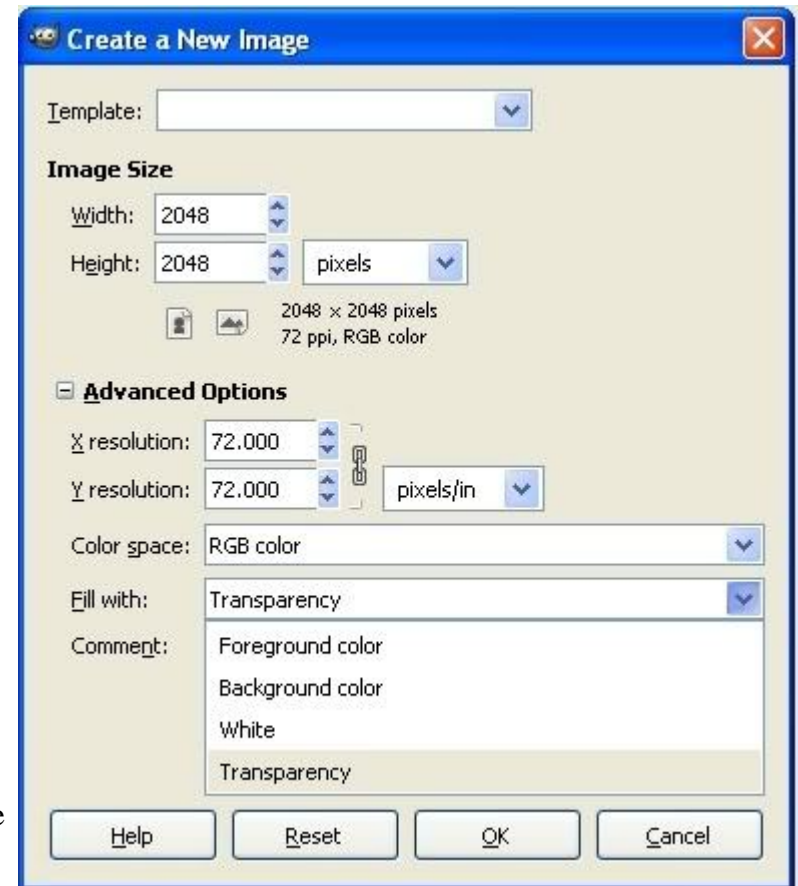 Create a New Image
Template:
Image Size
Width: 2048
Height: 2048 pixels
2048 × 2048 pixels
72 ppi, RGB color
Advanced Options
X resolution: 72.000
Y resolution: 72.000 pixels/in
Color space: RGB color
Fill with: Transparency
Comment: Foreground color
Background color
White
Transparency
e
Help Reset OK Cancel